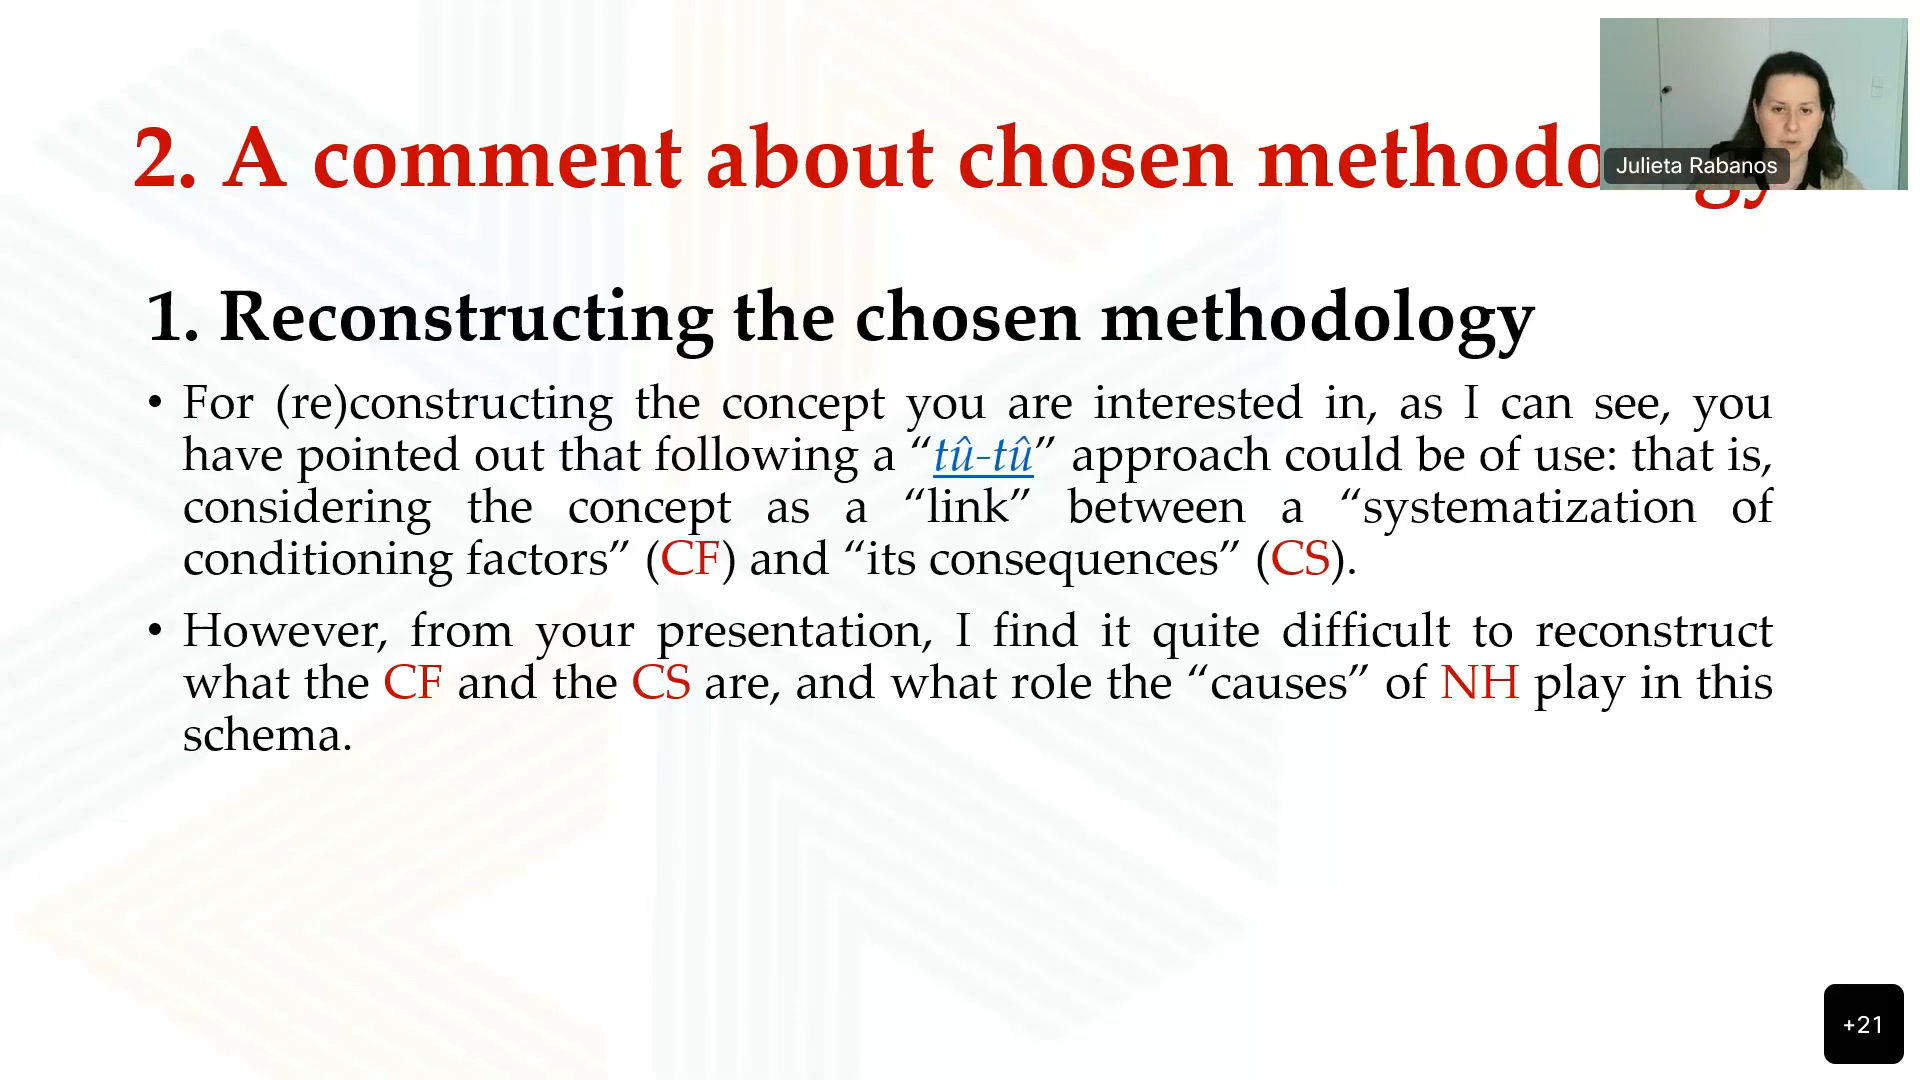 2. A comment about chosen methodo gy
Julieta Rabanos
1. Reconstructing the chosen methodology
• For (re)constructing the concept you are interested in, as I can see, you
have pointed out that following a “tû-tû” approach could be of use: that is,
considering the concept as a “link” between a “systematization of
conditioning factors” (CF) and “its consequences” (CS).
• However, from your presentation, I find it quite difficult to reconstruct
what the CF and the CS are, and what role the “causes” of NH play in this
schema.
+21